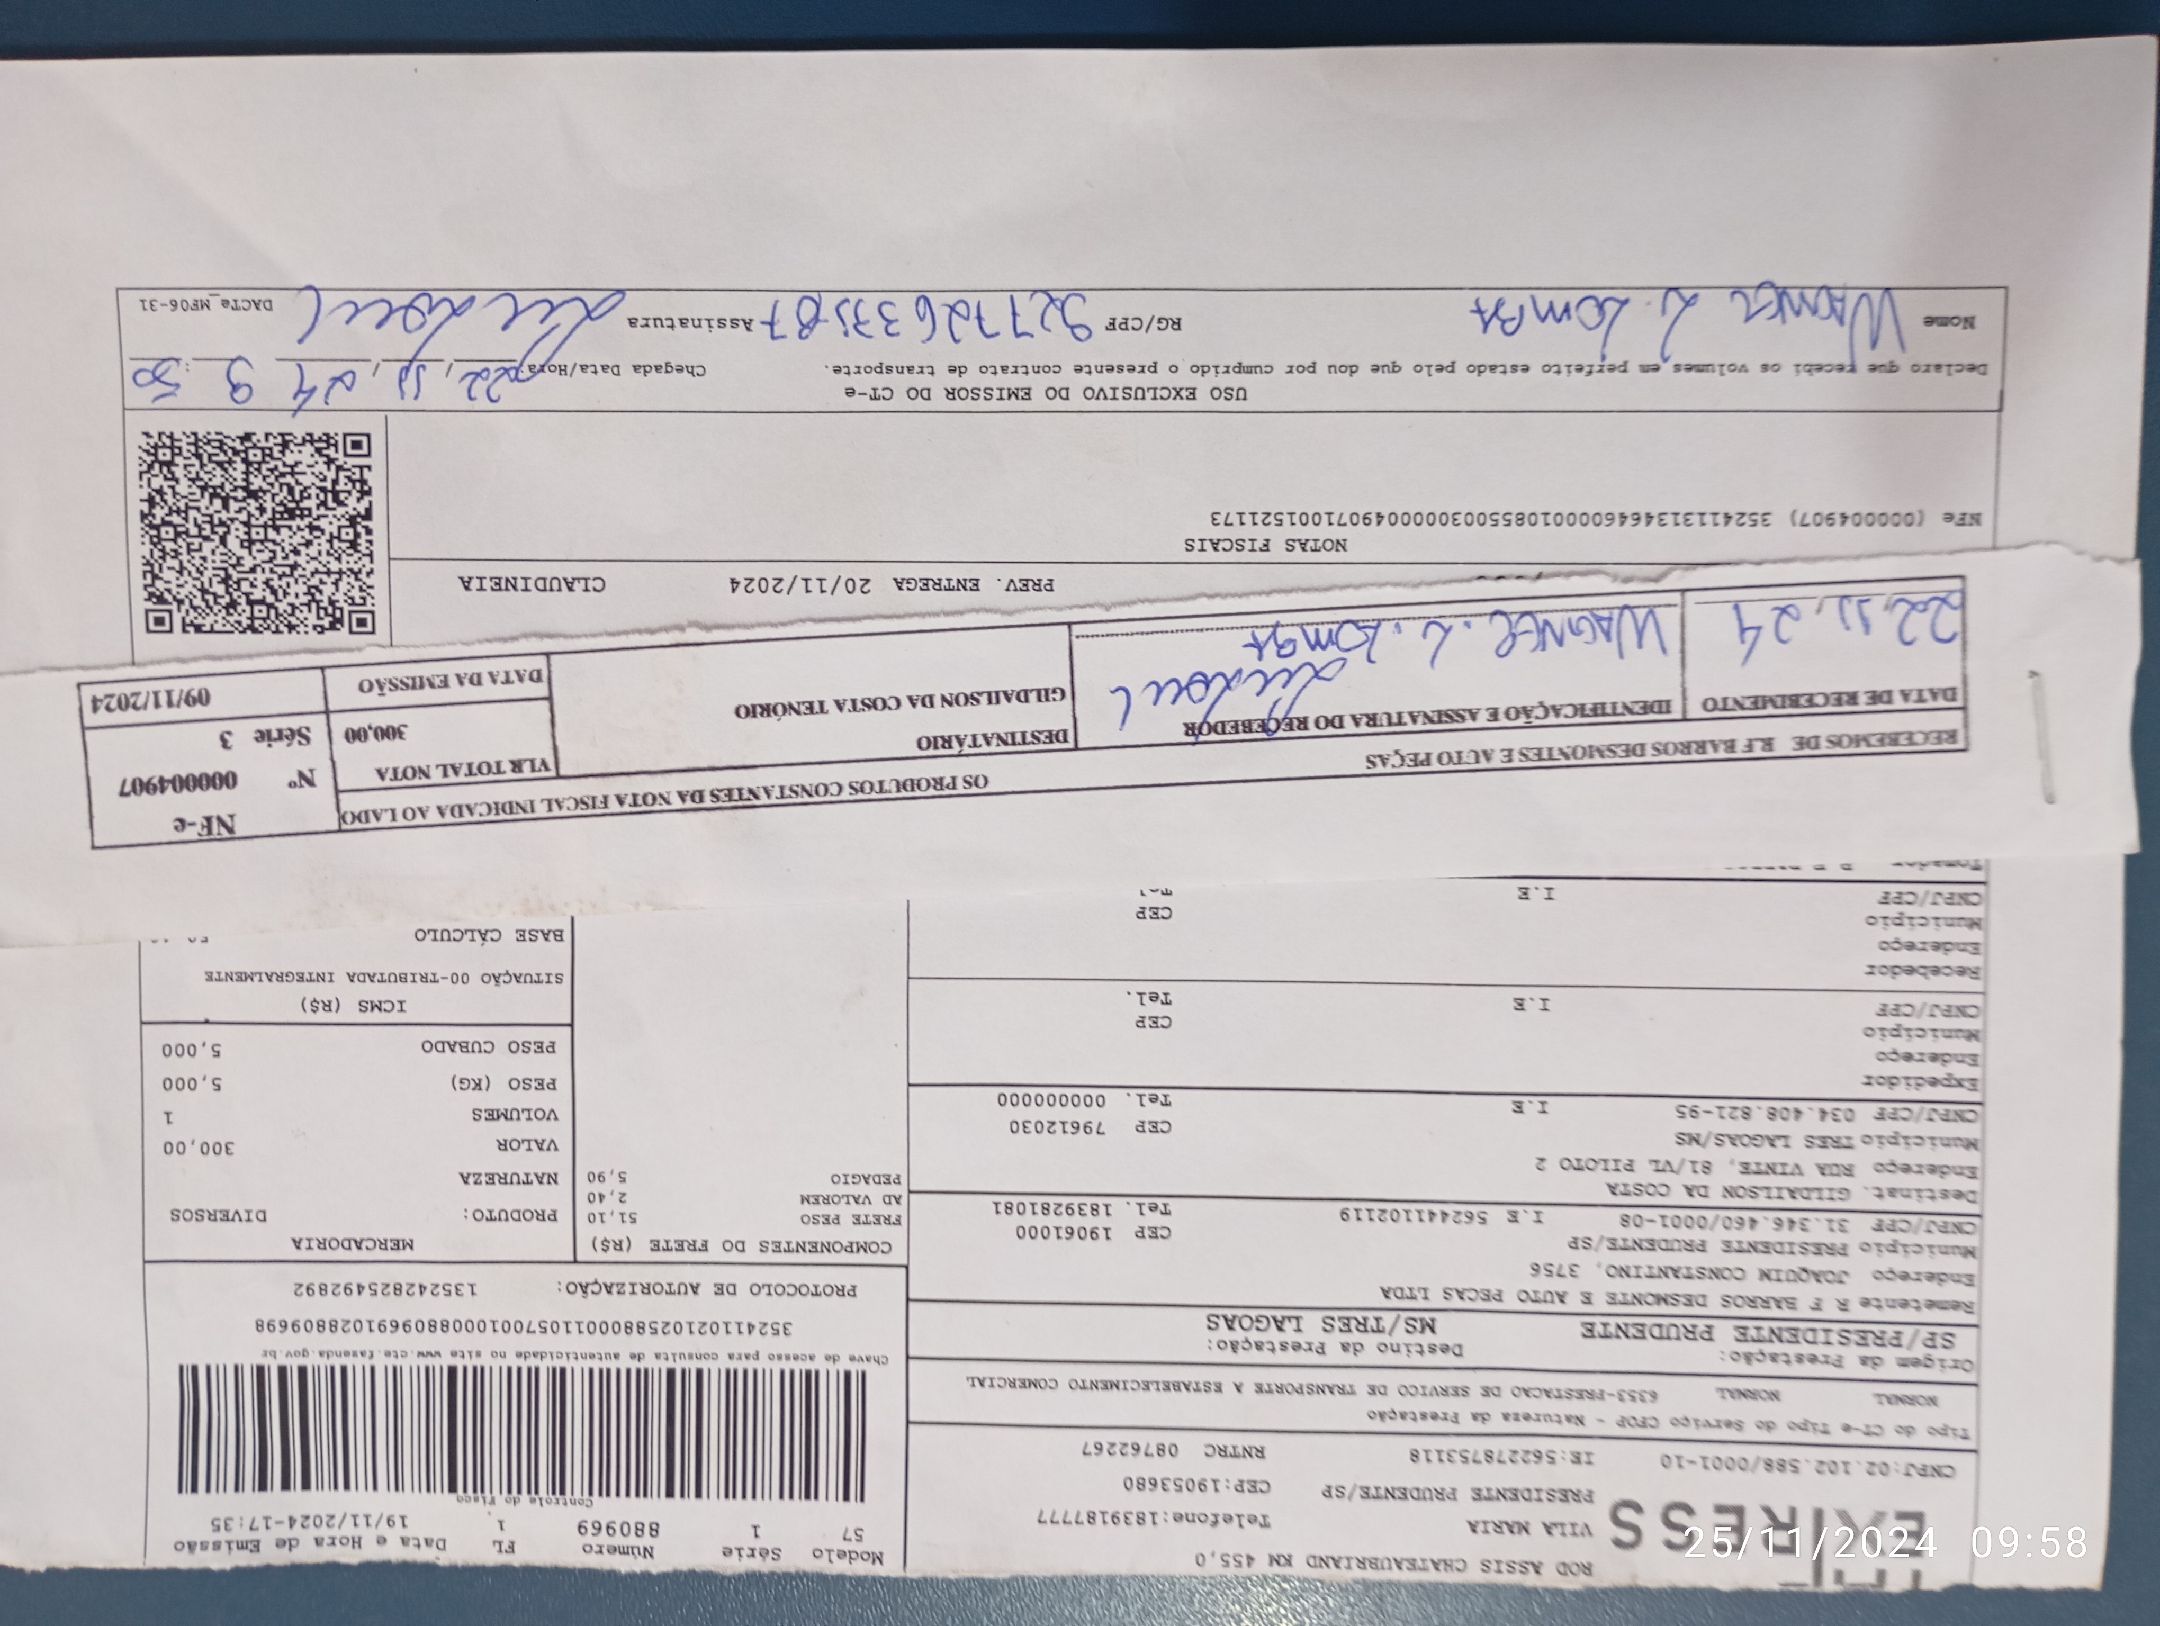 ROD ASSIS CHATEAUBRIAND KM 455,0
EXPRESS
VILA MARIA Telefone:1839187777
PRESIDENTE PRUDENTE/SP CEP:19053680
CNPJ:02.102.588/0001-10 IE:562278753118 RNTRC 08762267
Modelo Série Número FL Data e Hora de Emissão
57 1 880969 1 19/11/2024-17:35
Controle do Fisco
Tipo do CT-e Tipo do Serviço CFOP - Natureza da Prestação
NORMAL NORMAL 6353-PRESTACAO DE SERVICO DE TRANSPORTE A ESTABELECIMENTO COMERCIAL
Origem da Prestação: Destino da Prestação:
SP/PRESIDENTE PRUDENTE MS/TRES LAGOAS
Chave de acesso para consulta de autenticidade no site www.cte.fazenda.gov.br
35241102102588000110570010008809691028809698
PROTOCOLO DE AUTORIZAÇÃO: 135242825492892
Remetente R F BARROS DESMONTE E AUTO PECAS LTDA
Endereço JOAQUIM CONSTANTINO, 3756
Município PRESIDENTE PRUDENTE/SP CEP 19061000
CNPJ/CPF 31.346.460/0001-08 I.E 562441102119 Tel. 1839281081
Destinat. GILDAILSON DA COSTA
Endereço RUA VINTE, 81/VL PILOTO 2
Município TRES LAGOAS/MS CEP 79612030
CNPJ/CPF 034.408.821-95 I.E Tel. 00000000
Expedidor
Endereço
Município CEP
CNPJ/CPF I.E Tel.
Recebedor
Endereço
Município CEP
CNPJ/CPF I.E
COMPONENTES DO FRETE (R$)
FRETE PESO 51,10
AD VALOREM 2,40
PEDAGIO 5,90
MERCADORIA
PRODUTO: DIVERSOS
NATUREZA
VALOR 300,00
VOLUMES 1
PESO (KG) 5,000
PESO CUBADO 5,000
ICMS (R$)
SITUAÇÃO 00-TRIBUTADA INTEGRALMENTE
BASE CÁLCULO
RECEBEMOS DE R.F BARROS DESMONTES E AUTO PEÇAS OS PRODUTOS CONSTANTES DA NOTA FISCAL INDICADA AO LADO
DATA DE RECEBIMENTO
22, 11, 24
IDENTIFICAÇÃO E ASSINATURA DO RECEBEDOR
WAGNER. L.
DESTINATÁRIO
GILDAILSON DA COSTA TENÓRIO
VLR TOTAL NOTA
300,00
DATA DA EMISSÃO
09/11/2024
NF-e
Nº 000004907
Série 3
PREV. ENTREGA 20/11/2024 CLAUDINEIA
NOTAS FISCAIS
NFe (000004907) 35241131346460000108550030000049071001521173
USO EXCLUSIVO DO EMISSOR DO CT-e
Declaro que recebi os volumes em perfeito estado pelo que dou por cumprido o presente contrato de transporte. Chegada Data/Hora: 22, 11, 24 9 : 50
Nome WAGNER L. RG/CPF Assinatura
DACTe_MF06-31
25/11/2024 09:58